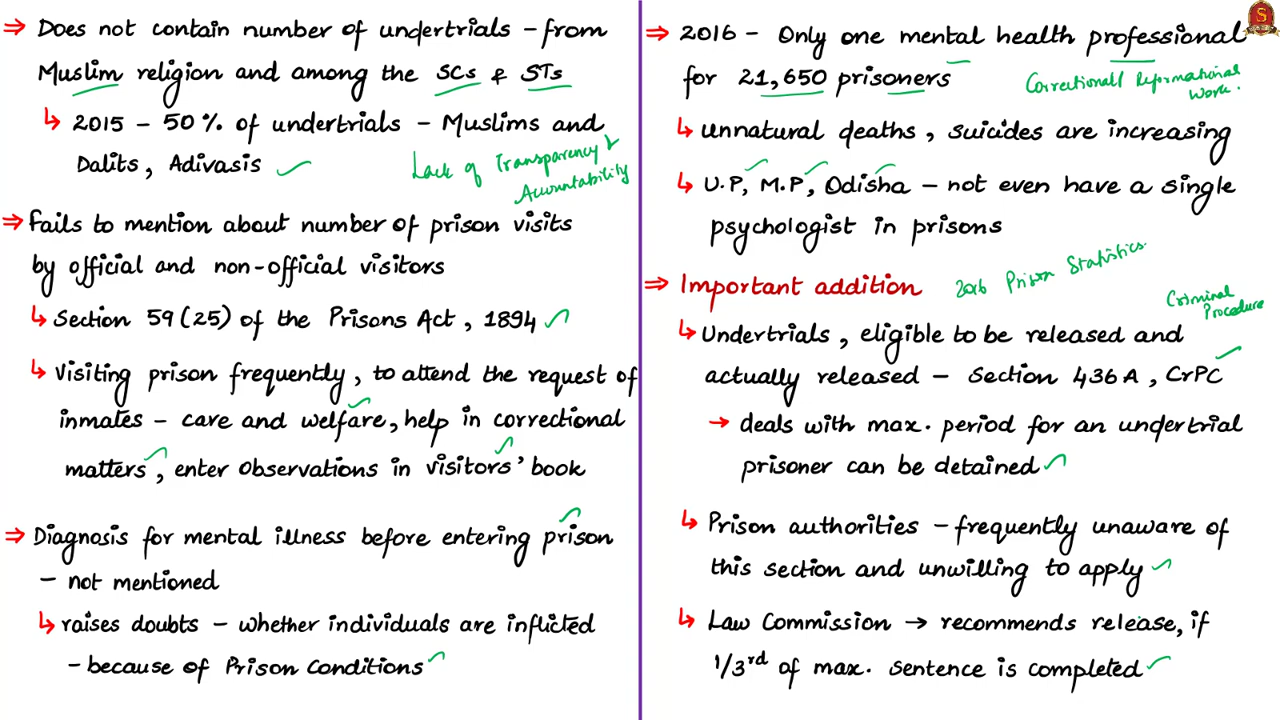 ⇒ Does not contain number of undertrials - from
Muslim religion and among the SCs & STs
↳ 2015 - 50% of undertrials - Muslims and
Dalits, Adivasis ✓
Lack of Transparency &
Accountability
⇒ Fails to mention about number of prison visits
by official and non-official visitors
↳ Section 59(25) of the Prisons Act, 1894 ✓
↳ Visiting prison frequently, to attend the request of
inmates - care and welfare, help in correctional
matters, enter observations in visitors' book
⇒ Diagnosis for mental illness before entering prison
- not mentioned
↳ raises doubts - whether individuals are inflicted
- because of Prison Conditions ✓
⇒ 2016 - Only one mental health professional
for 21,650 prisoners
Correctional Reformational
work.
↳ unnatural deaths, suicides are increasing
↳ U.P, M.P, Odisha - not even have a single
psychologist in prisons
⇒ Important addition
2016 Prison Statistics.
Criminal
Procedure
↳ Undertrials, eligible to be released and
actually released - Section 436A, CrPC
→ deals with max. period for an undertrial
prisoner can be detained ✓
↳ Prison authorities - frequently unaware of
this section and unwilling to apply ✓
↳ Law Commission → recommends release, if
1/3rd of max. sentence is completed ✓
S